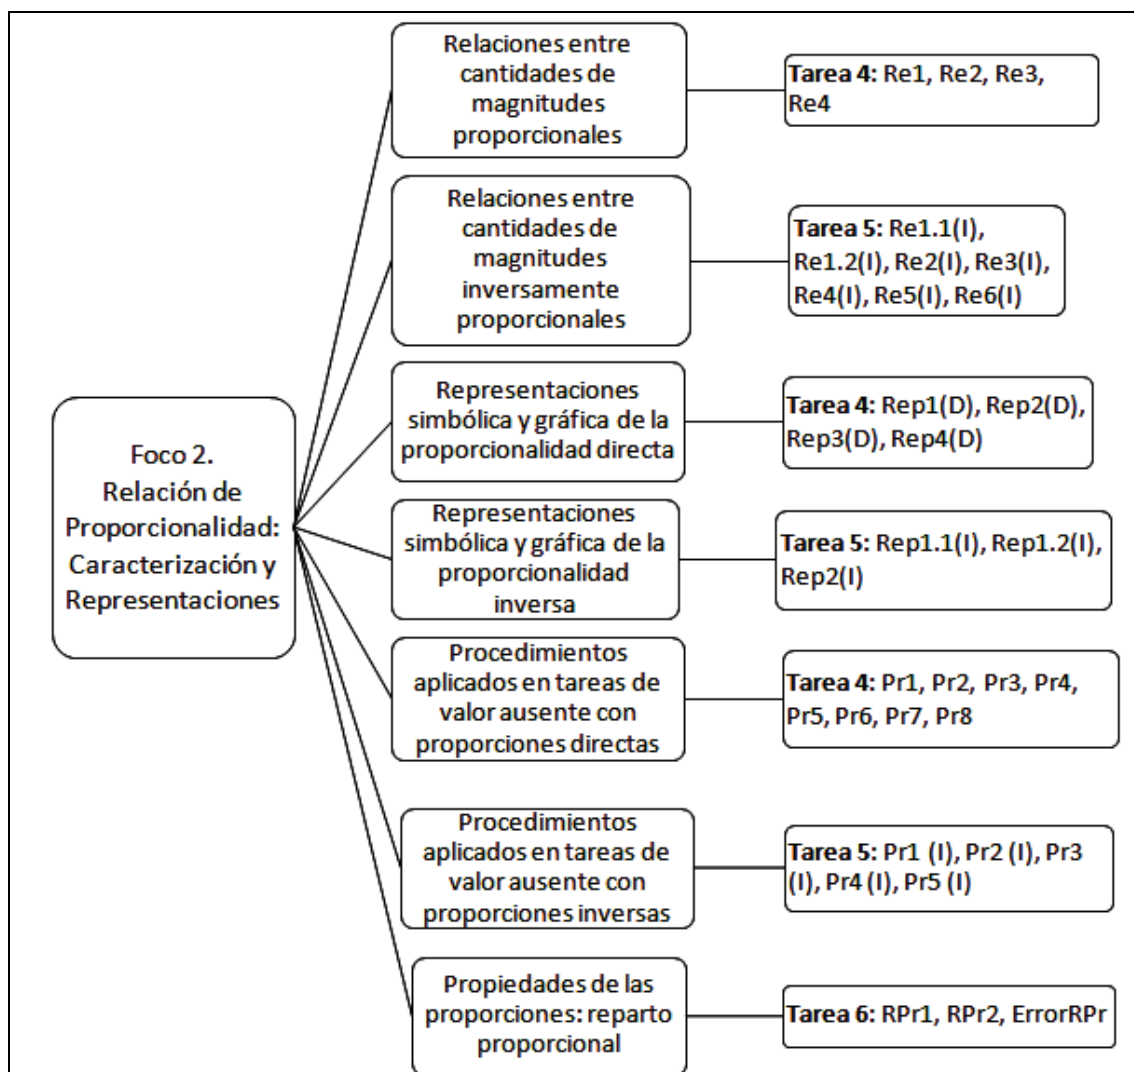 Foco 2.
Relación de
Proporcionalidad:
Caracterización y
Representaciones
Relaciones entre
cantidades de
magnitudes
proporcionales
Tarea 4: Re1, Re2, Re3,
Re4
Relaciones entre
cantidades de
magnitudes
inversamente
proporcionales
Tarea 5: Re1.1(I),
Re1.2(I), Re2(I), Re3(I),
Re4(I), Re5(I), Re6(I)
Representaciones
simbólica y gráfica de la
proporcionalidad directa
Tarea 4: Rep1(D), Rep2(D),
Rep3(D), Rep4(D)
Representaciones
simbólica y gráfica de la
proporcionalidad
inversa
Tarea 5: Rep1.1(I), Rep1.2(I),
Rep2(I)
Procedimientos
aplicados en tareas de
valor ausente con
proporciones directas
Tarea 4: Pr1, Pr2, Pr3, Pr4,
Pr5, Pr6, Pr7, Pr8
Procedimientos
aplicados en tareas de
valor ausente con
proporciones inversas
Tarea 5: Pr1 (I), Pr2 (I), Pr3
(I), Pr4 (I), Pr5 (I)
Propiedades de las
proporciones: reparto
proporcional
Tarea 6: RPr1, RPr2, ErrorRPr